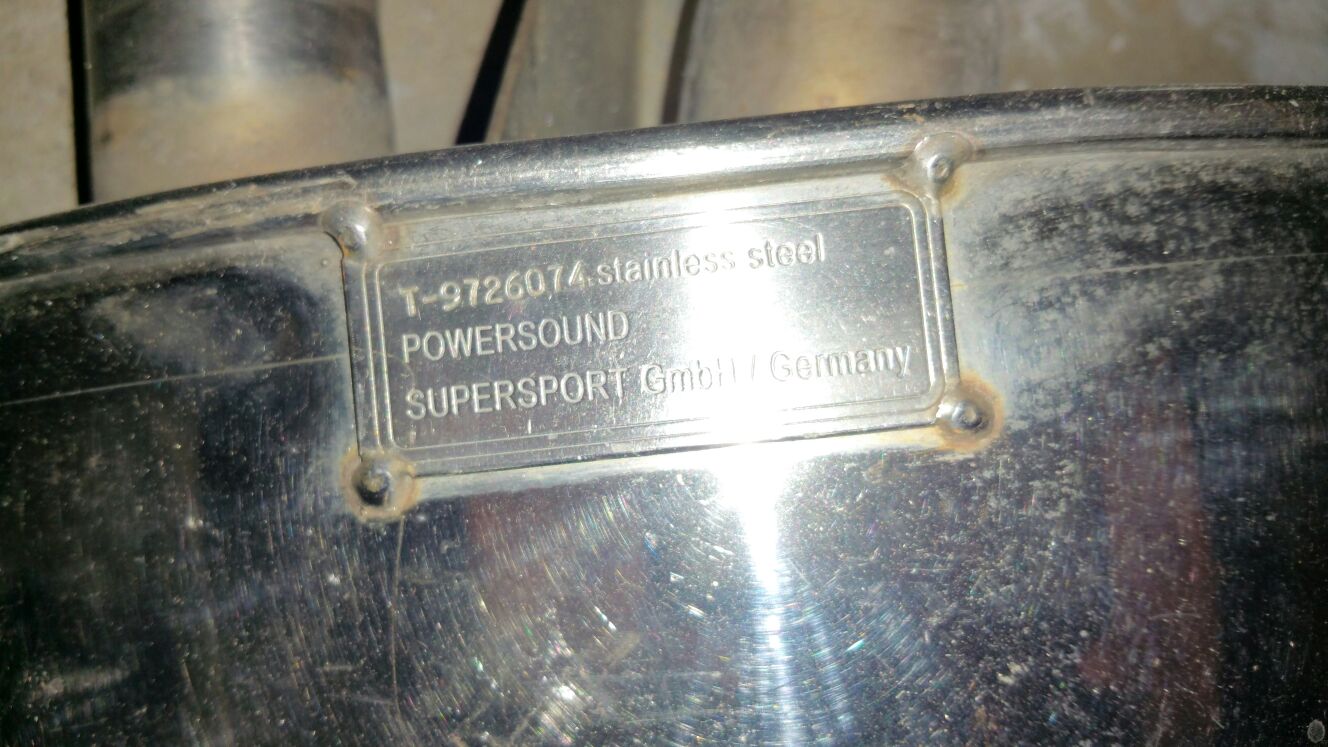 T-9726074.stainless steel
POWERSOUND
SUPERSPORT GmbH / Germany